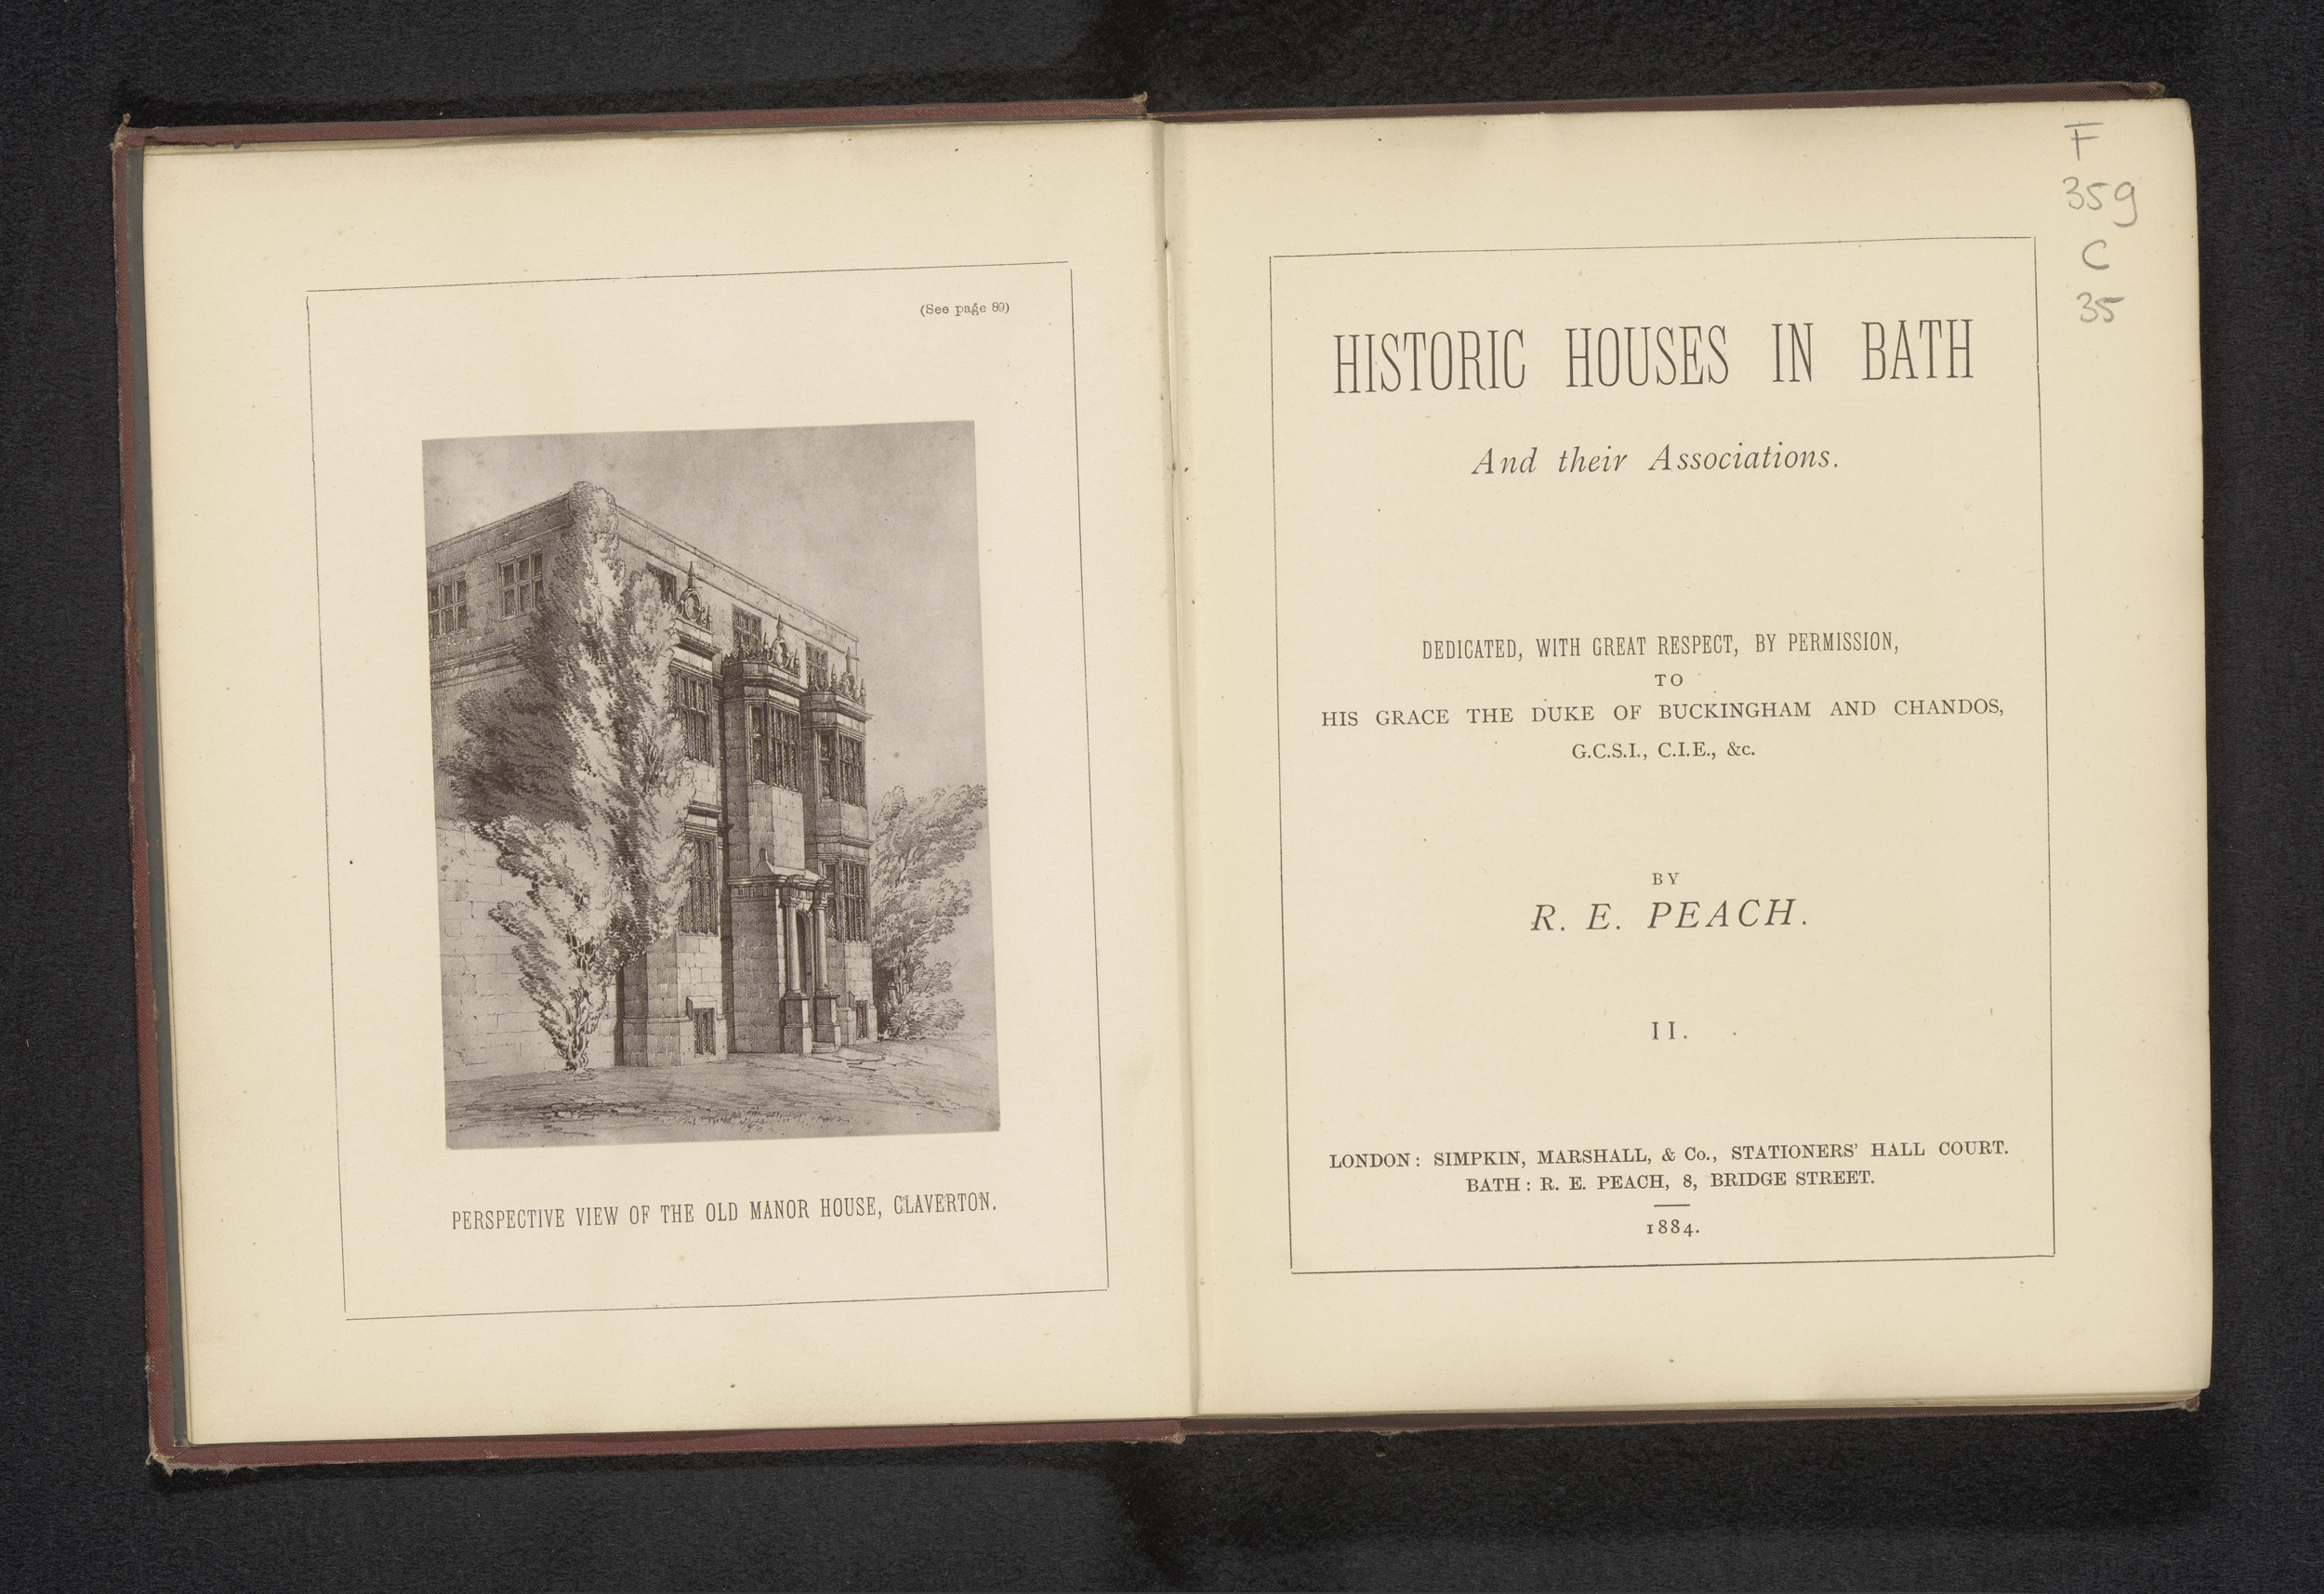 (See page 89)
PERSPECTIVE VIEW OF THE OLD MANOR HOUSE, CLAVERTON.
F
359
C
35
HISTORIC HOUSES IN BATH
And their Associations.
DEDICATED, WITH GREAT RESPECT, BY PERMISSION,
TO
HIS GRACE THE DUKE OF BUCKINGHAM AND CHANDOS,
G.C.S.I., C.I.E., &c.
BY
R. E. PEACH.
II.
LONDON: SIMPKIN, MARSHALL, & Co., STATIONERS' HALL COURT.
BATH: R. E. PEACH, 8, BRIDGE STREET.
1884.